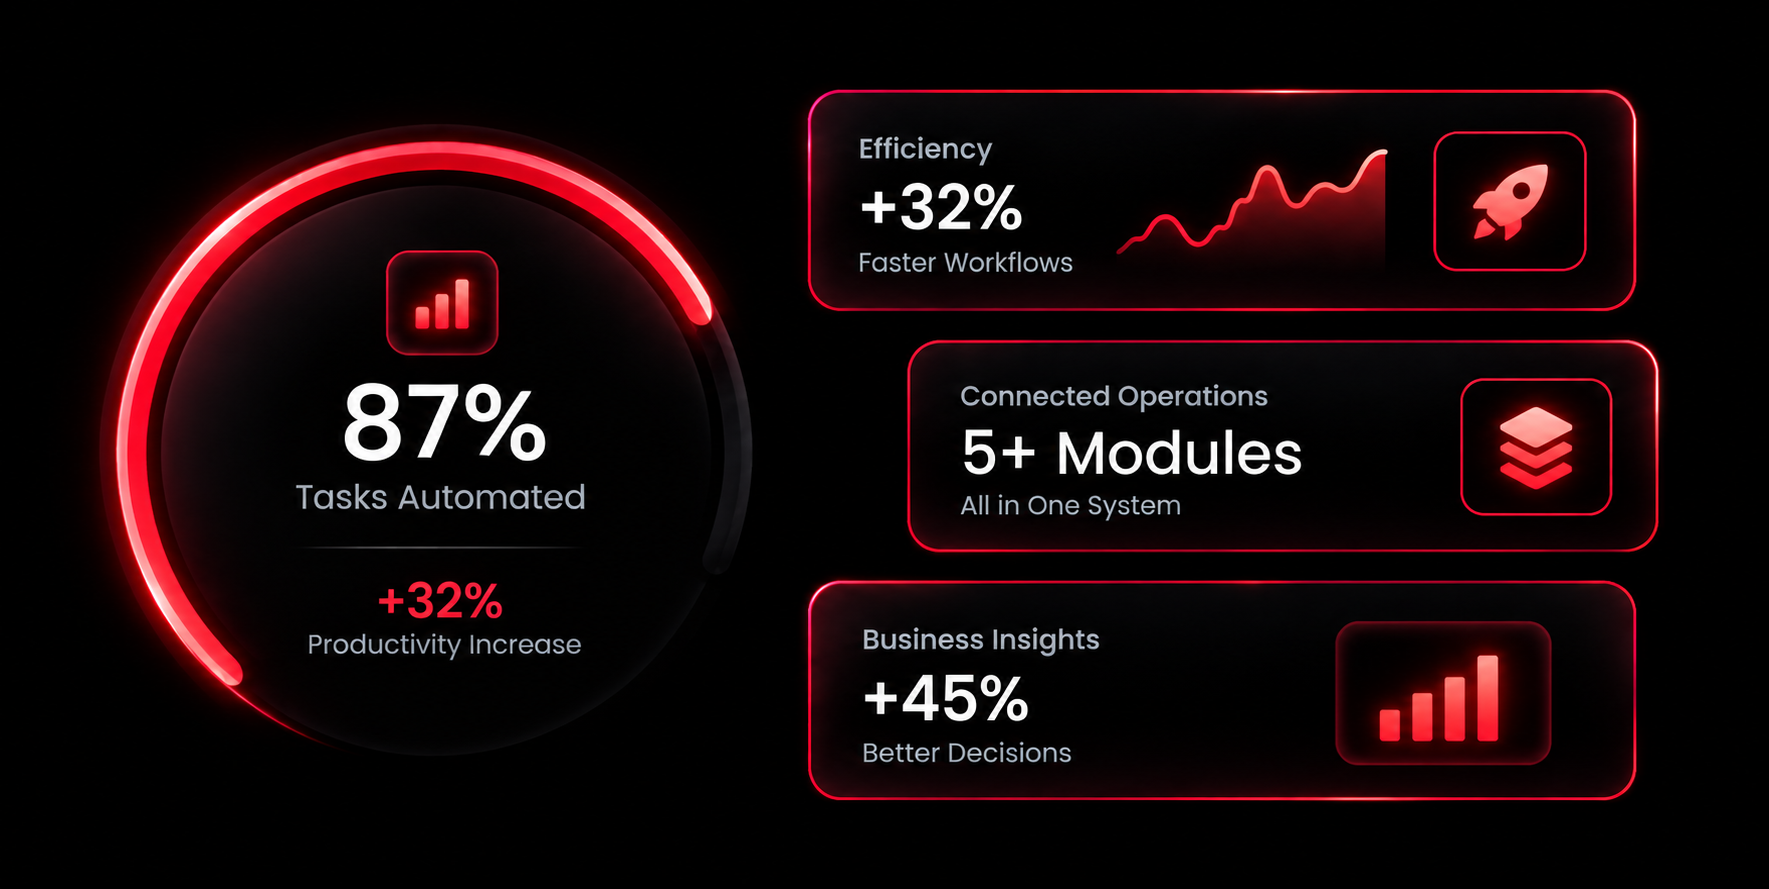 87%
Tasks Automated
+32%
Productivity Increase
Efficiency
+32%
Faster Workflows
Connected Operations
5+ Modules
All in One System
Business Insights
+45%
Better Decisions